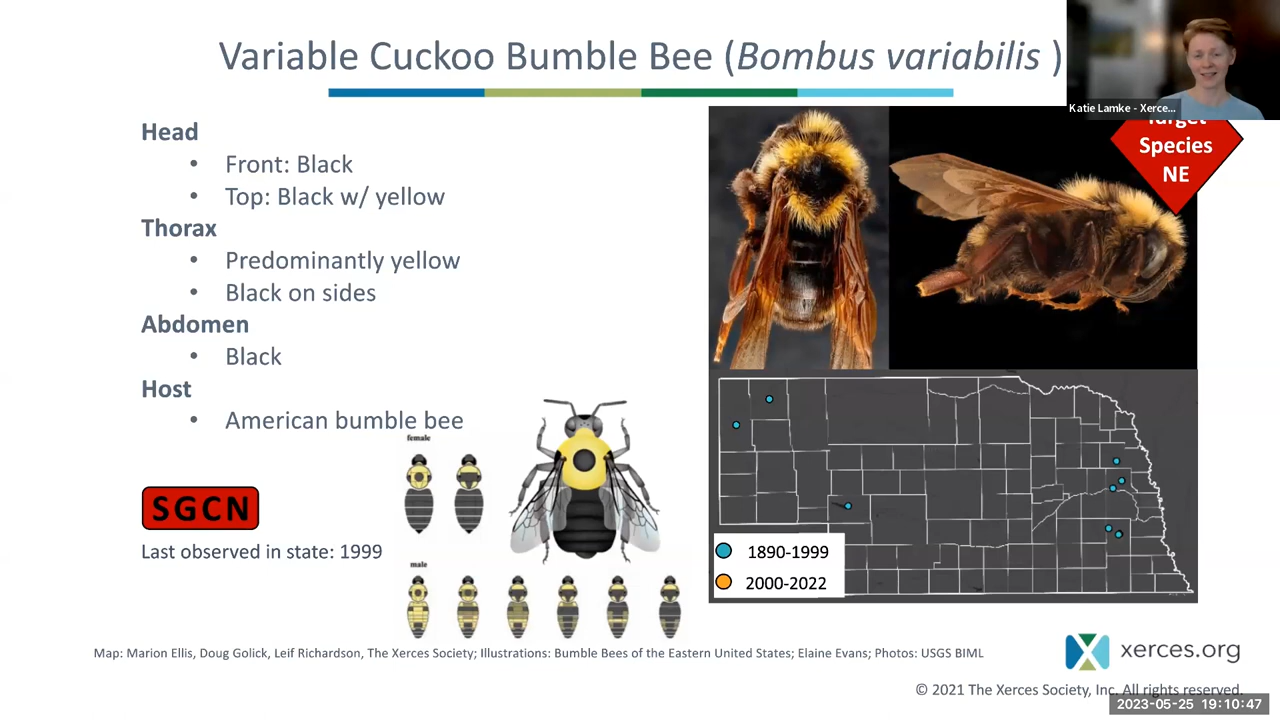 Variable Cuckoo Bumble Bee (Bombus variabilis )
Katie Lamke - Xerce...
Target
Species
NE
Head
• Front: Black
• Top: Black w/ yellow
Thorax
• Predominantly yellow
• Black on sides
Abdomen
• Black
Host
• American bumble bee
female
SGCN
Last observed in state: 1999
male
1890-1999
2000-2022
Map: Marion Ellis, Doug Golick, Leif Richardson, The Xerces Society; Illustrations: Bumble Bees of the Eastern United States; Elaine Evans; Photos: USGS BIML
xerces.org
© 2021 The Xerces Society, Inc. All rights reserved.
2023-05-25 19:10:47